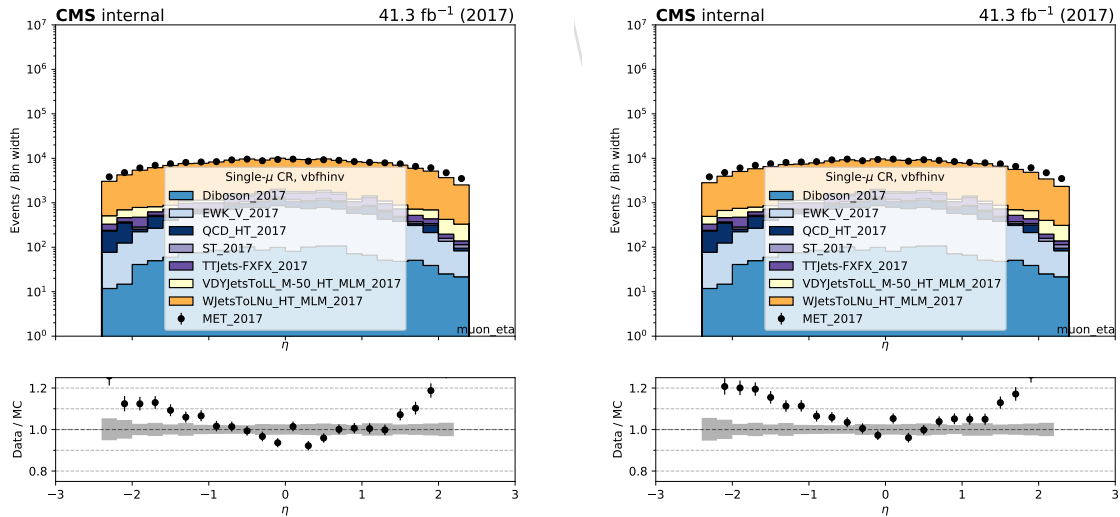 CMS internal 41.3 fb⁻¹ (2017)
10⁷
10⁶
10⁵
10⁴
10³
10²
10¹
10⁰
Events / Bin width
Single-μ CR, vbfhinv
Diboson_2017
EWK_V_2017
QCD_HT_2017
ST_2017
TTJets-FXFX_2017
VDYJetsToLL_M-50_HT_MLM_2017
WJetsToLNu_HT_MLM_2017
MET_2017
muon_eta
η
1.2
1.0
0.8
Data / MC
−3 −2 −1 0 1 2 3
η
CMS internal 41.3 fb⁻¹ (2017)
10⁷
10⁶
10⁵
10⁴
10³
10²
10¹
10⁰
Events / Bin width
Single-μ CR, vbfhinv
Diboson_2017
EWK_V_2017
QCD_HT_2017
ST_2017
TTJets-FXFX_2017
VDYJetsToLL_M-50_HT_MLM_2017
WJetsToLNu_HT_MLM_2017
MET_2017
muon_eta
η
1.2
1.0
0.8
Data / MC
−3 −2 −1 0 1 2 3
η